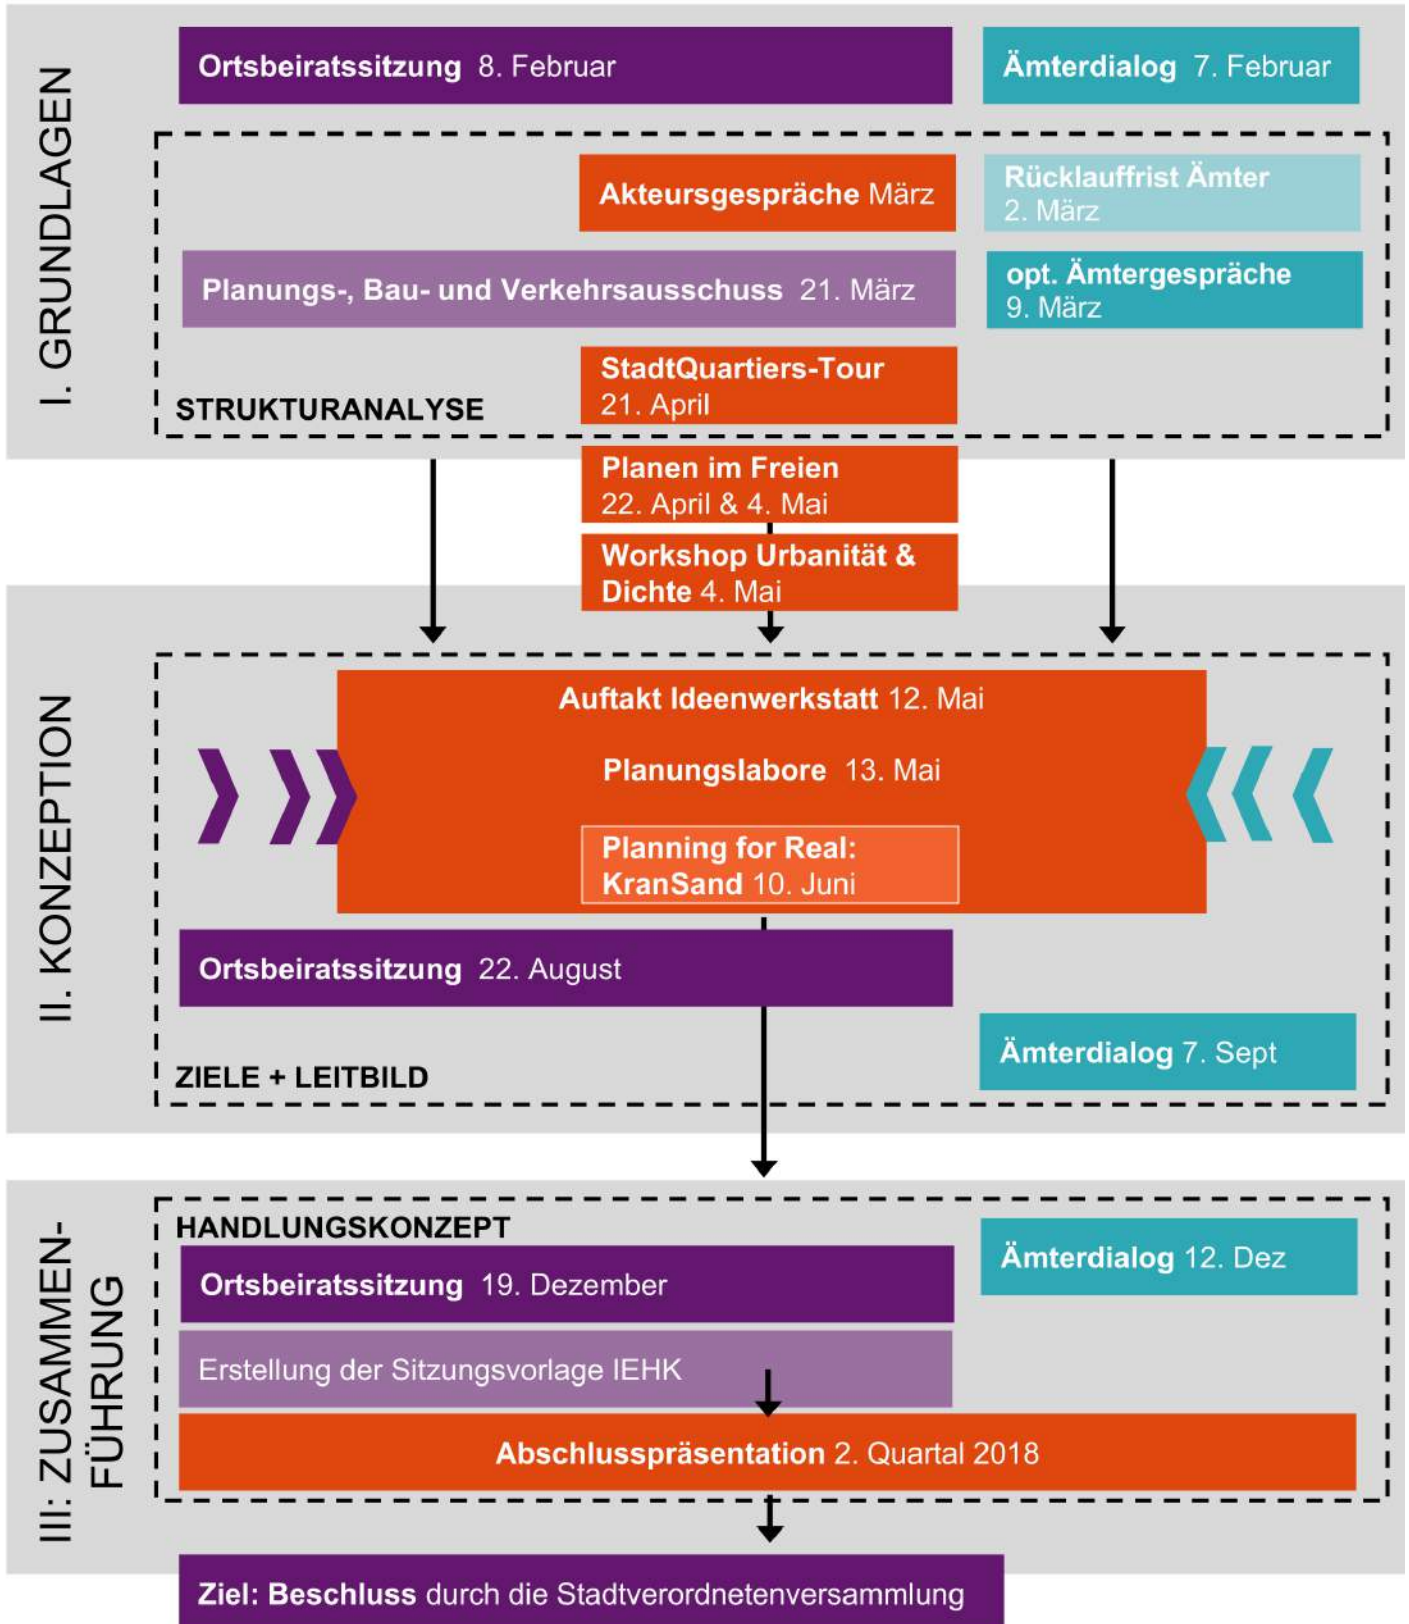 I. GRUNDLAGEN
Ortsbeiratssitzung 8. Februar
Ämterdialog 7. Februar
Akteursgespräche März
Rücklauffrist Ämter
2. März
Planungs-, Bau- und Verkehrsausschuss 21. März
opt. Ämtergespräche
9. März
StadtQuartiers-Tour
21. April
STRUKTURANALYSE
Planen im Freien
22. April & 4. Mai
Workshop Urbanität &
Dichte 4. Mai
II. KONZEPTION
Auftakt Ideenwerkstatt 12. Mai
Planungslabore 13. Mai
Planning for Real:
KranSand 10. Juni
Ortsbeiratssitzung 22. August
Ämterdialog 7. Sept
ZIELE + LEITBILD
III: ZUSAMMEN-
FÜHRUNG
HANDLUNGSKONZEPT
Ämterdialog 12. Dez
Ortsbeiratssitzung 19. Dezember
Erstellung der Sitzungsvorlage IEHK
Abschlusspräsentation 2. Quartal 2018
Ziel: Beschluss durch die Stadtverordnetenversammlung